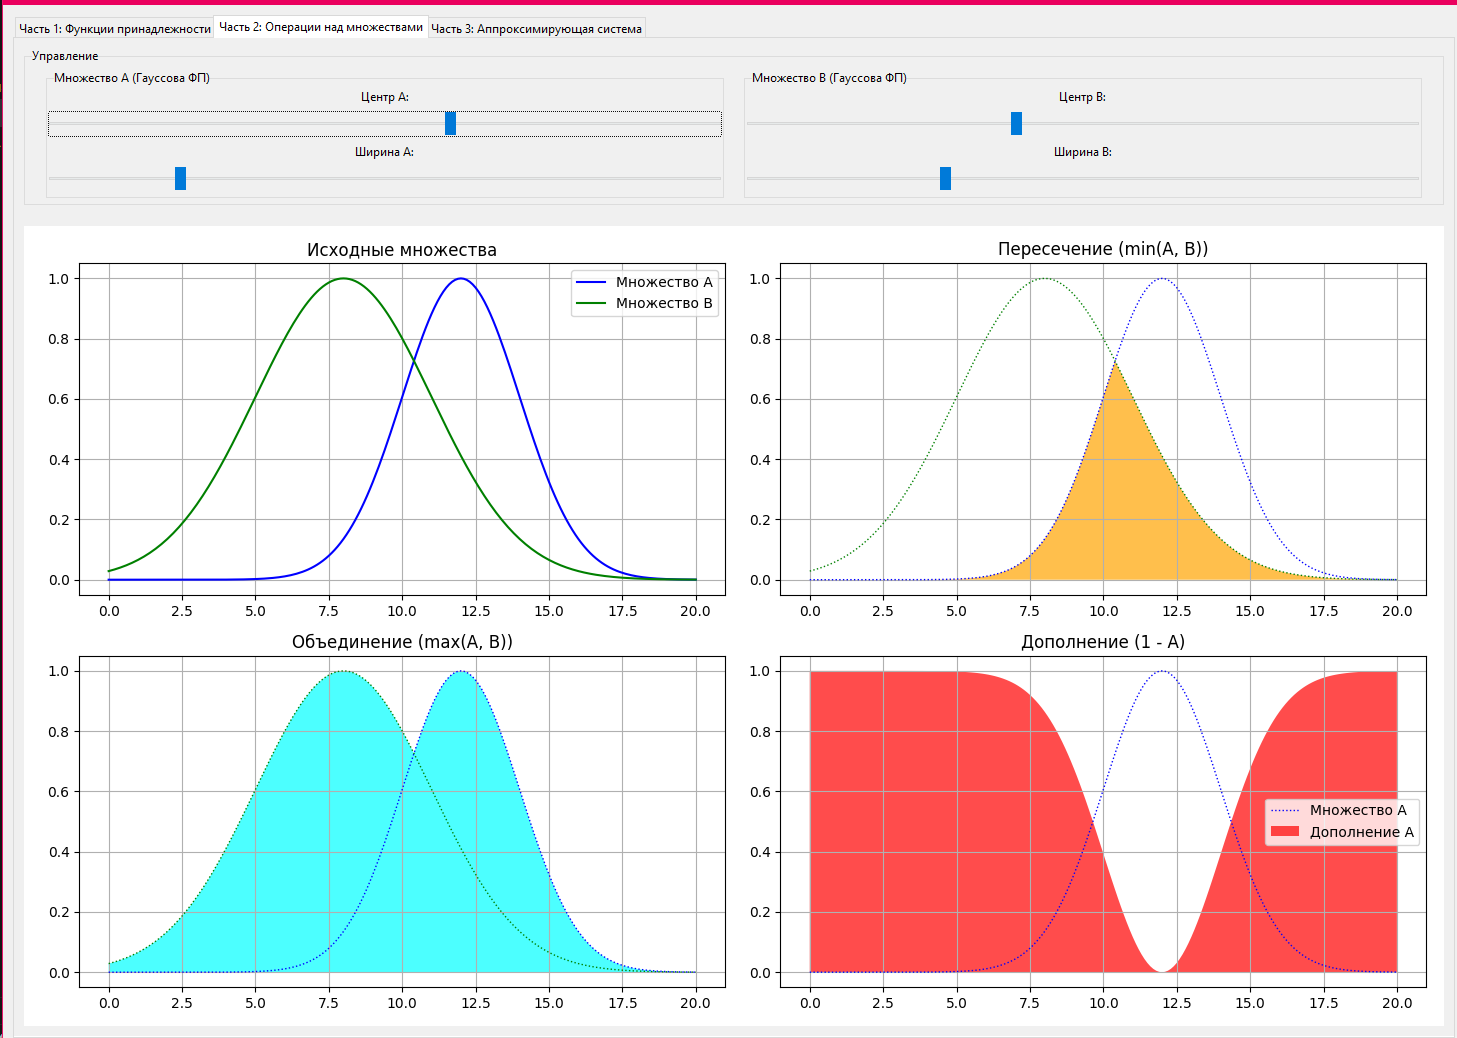 Часть 1: Функции принадлежности Часть 2: Операции над множествами Часть 3: Аппроксимирующая система
Управление
Множество A (Гауссова ФП)
Центр A:
Ширина A:
Множество B (Гауссова ФП)
Центр B:
Ширина B:
Исходные множества
1.0
0.8
0.6
0.4
0.2
0.0
0.0 2.5 5.0 7.5 10.0 12.5 15.0 17.5 20.0
Множество A
Множество B
Пересечение (min(A, B))
1.0
0.8
0.6
0.4
0.2
0.0
0.0 2.5 5.0 7.5 10.0 12.5 15.0 17.5 20.0
Объединение (max(A, B))
1.0
0.8
0.6
0.4
0.2
0.0
0.0 2.5 5.0 7.5 10.0 12.5 15.0 17.5 20.0
Дополнение (1 - A)
1.0
0.8
0.6
0.4
0.2
0.0
0.0 2.5 5.0 7.5 10.0 12.5 15.0 17.5 20.0
Множество A
Дополнение A